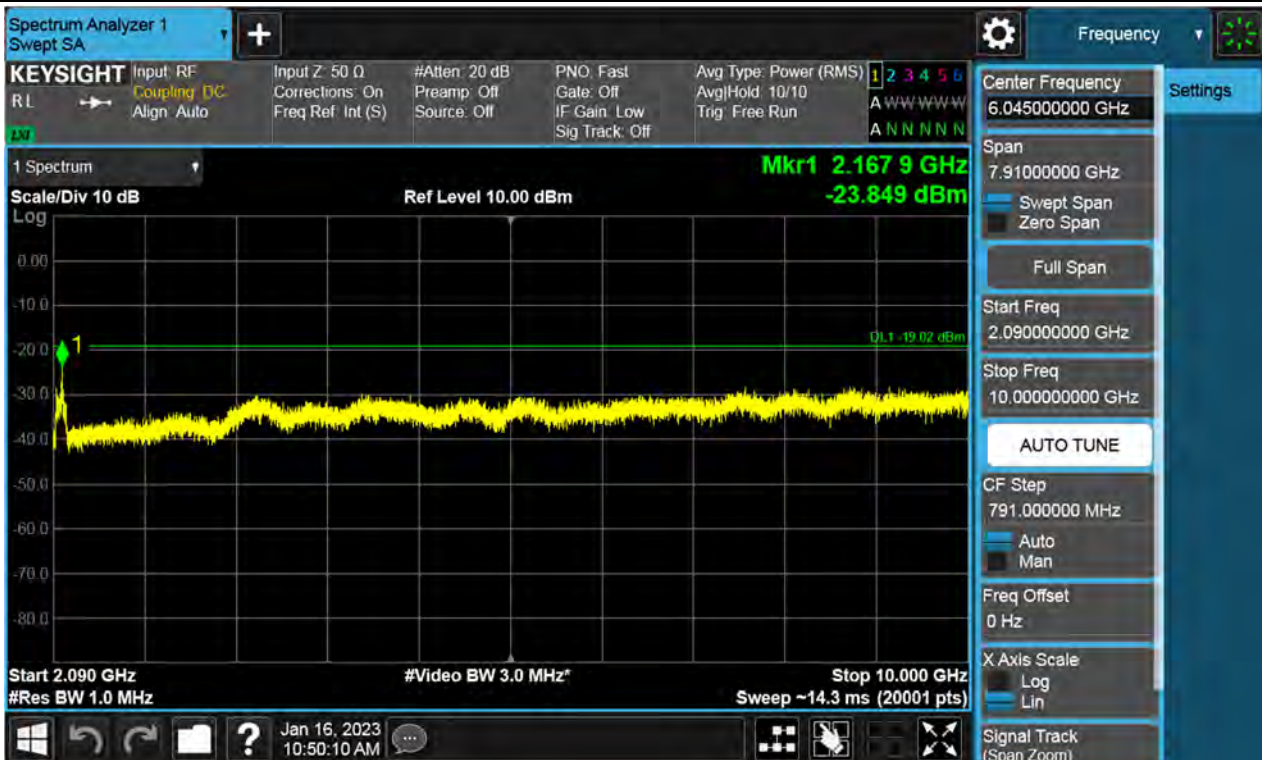 Spectrum Analyzer 1
Swept SA
+
Frequency
KEYSIGHT
R L
LXI
Input: RF
Coupling: DC
Align: Auto
Input Z: 50 Ω
Corrections: On
Freq Ref: Int (S)
#Atten: 20 dB
Preamp: Off
Source: Off
PNO: Fast
Gate: Off
IF Gain: Low
Sig Track: Off
Avg Type: Power (RMS)
Avg|Hold: 10/10
Trig: Free Run
1 2 3 4 5 6
A W W W W W
A N N N N N
1 Spectrum
Scale/Div 10 dB
Log
Ref Level 10.00 dBm
Mkr1 2.167 9 GHz
-23.849 dBm
0.00
-10.0
-20.0
-30.0
-40.0
-50.0
-60.0
-70.0
-80.0
1
DL1 -19.02 dBm
Start 2.090 GHz
#Res BW 1.0 MHz
#Video BW 3.0 MHz*
Stop 10.000 GHz
Sweep ~14.3 ms (20001 pts)
Center Frequency
6.045000000 GHz
Settings
Span
7.91000000 GHz
Swept Span
Zero Span
Full Span
Start Freq
2.090000000 GHz
Stop Freq
10.000000000 GHz
AUTO TUNE
CF Step
791.000000 MHz
Auto
Man
Freq Offset
0 Hz
X Axis Scale
Log
Lin
Signal Track
(Span Zoom)
?
Jan 16, 2023
10:50:10 AM